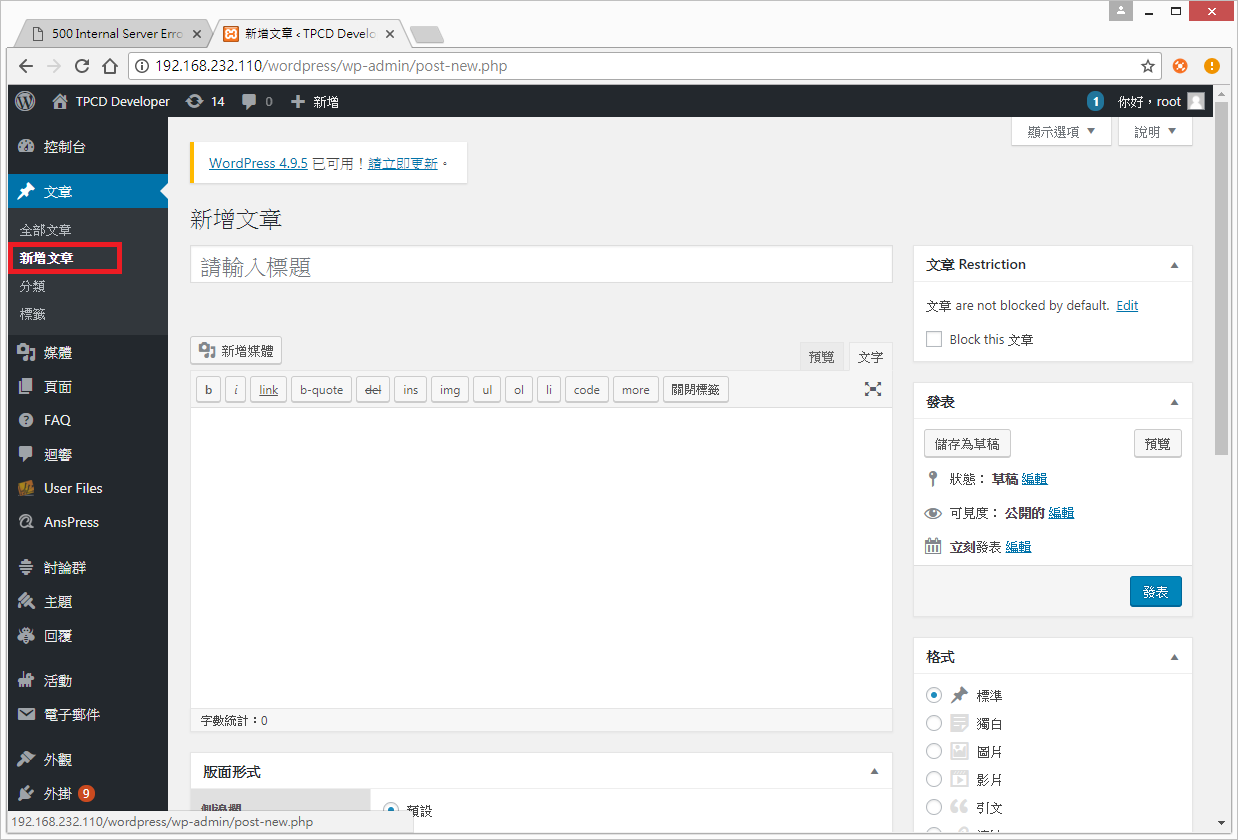 500 Internal Server Erro
新增文章 ‹ TPCD Develo
192.168.232.110/wordpress/wp-admin/post-new.php
TPCD Developer 14 0 新增 1 你好，root
顯示選項 說明
控制台
文章
全部文章
新增文章
分類
標籤
媒體
頁面
FAQ
迴響
User Files
AnsPress
討論群
主題
回覆
活動
電子郵件
外觀
外掛 9
WordPress 4.9.5 已可用！請立即更新。
新增文章
請輸入標題
新增媒體
預覽 文字
b i link b-quote del ins img ul ol li code more 關閉標籤
字數統計：0
版面形式
側邊欄 預設
文章 Restriction
文章 are not blocked by default. Edit
Block this 文章
發表
儲存為草稿 預覽
狀態： 草稿 編輯
可見度： 公開的 編輯
立刻發表 編輯
發表
格式
標準
獨白
圖片
影片
引文
192.168.232.110/wordpress/wp-admin/post-new.php